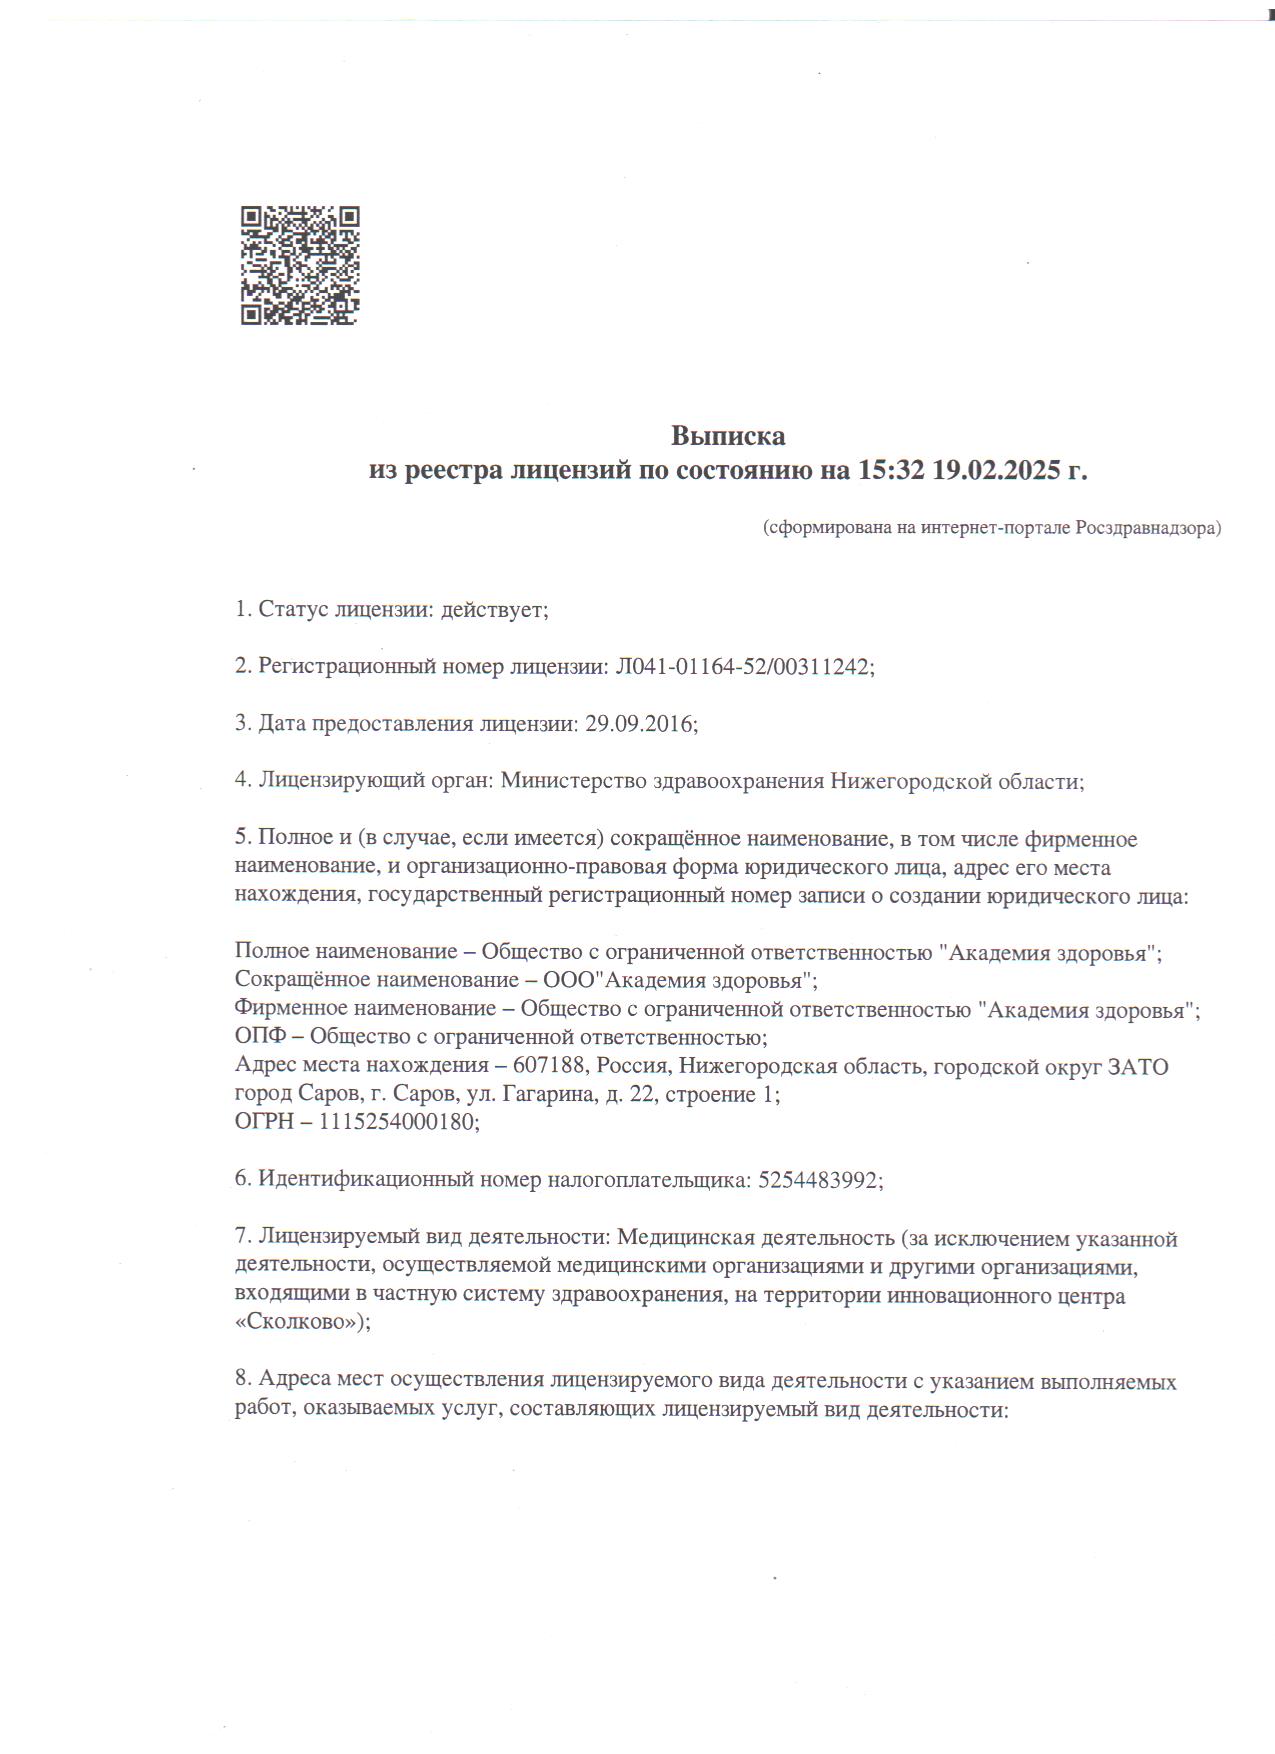 Выписка
из реестра лицензий по состоянию на 15:32 19.02.2025 г.
(сформирована на интернет-портале Росздравнадзора)
1. Статус лицензии: действует;
2. Регистрационный номер лицензии: Л041-01164-52/00311242;
3. Дата предоставления лицензии: 29.09.2016;
4. Лицензирующий орган: Министерство здравоохранения Нижегородской области;
5. Полное и (в случае, если имеется) сокращённое наименование, в том числе фирменное
наименование, и организационно-правовая форма юридического лица, адрес его места
нахождения, государственный регистрационный номер записи о создании юридического лица:
Полное наименование – Общество с ограниченной ответственностью "Академия здоровья";
Сокращённое наименование – ООО"Академия здоровья";
Фирменное наименование – Общество с ограниченной ответственностью "Академия здоровья";
ОПФ – Общество с ограниченной ответственностью;
Адрес места нахождения – 607188, Россия, Нижегородская область, городской округ ЗАТО
город Саров, г. Саров, ул. Гагарина, д. 22, строение 1;
ОГРН – 1115254000180;
6. Идентификационный номер налогоплательщика: 5254483992;
7. Лицензируемый вид деятельности: Медицинская деятельность (за исключением указанной
деятельности, осуществляемой медицинскими организациями и другими организациями,
входящими в частную систему здравоохранения, на территории инновационного центра
«Сколково»);
8. Адреса мест осуществления лицензируемого вида деятельности с указанием выполняемых
работ, оказываемых услуг, составляющих лицензируемый вид деятельности: